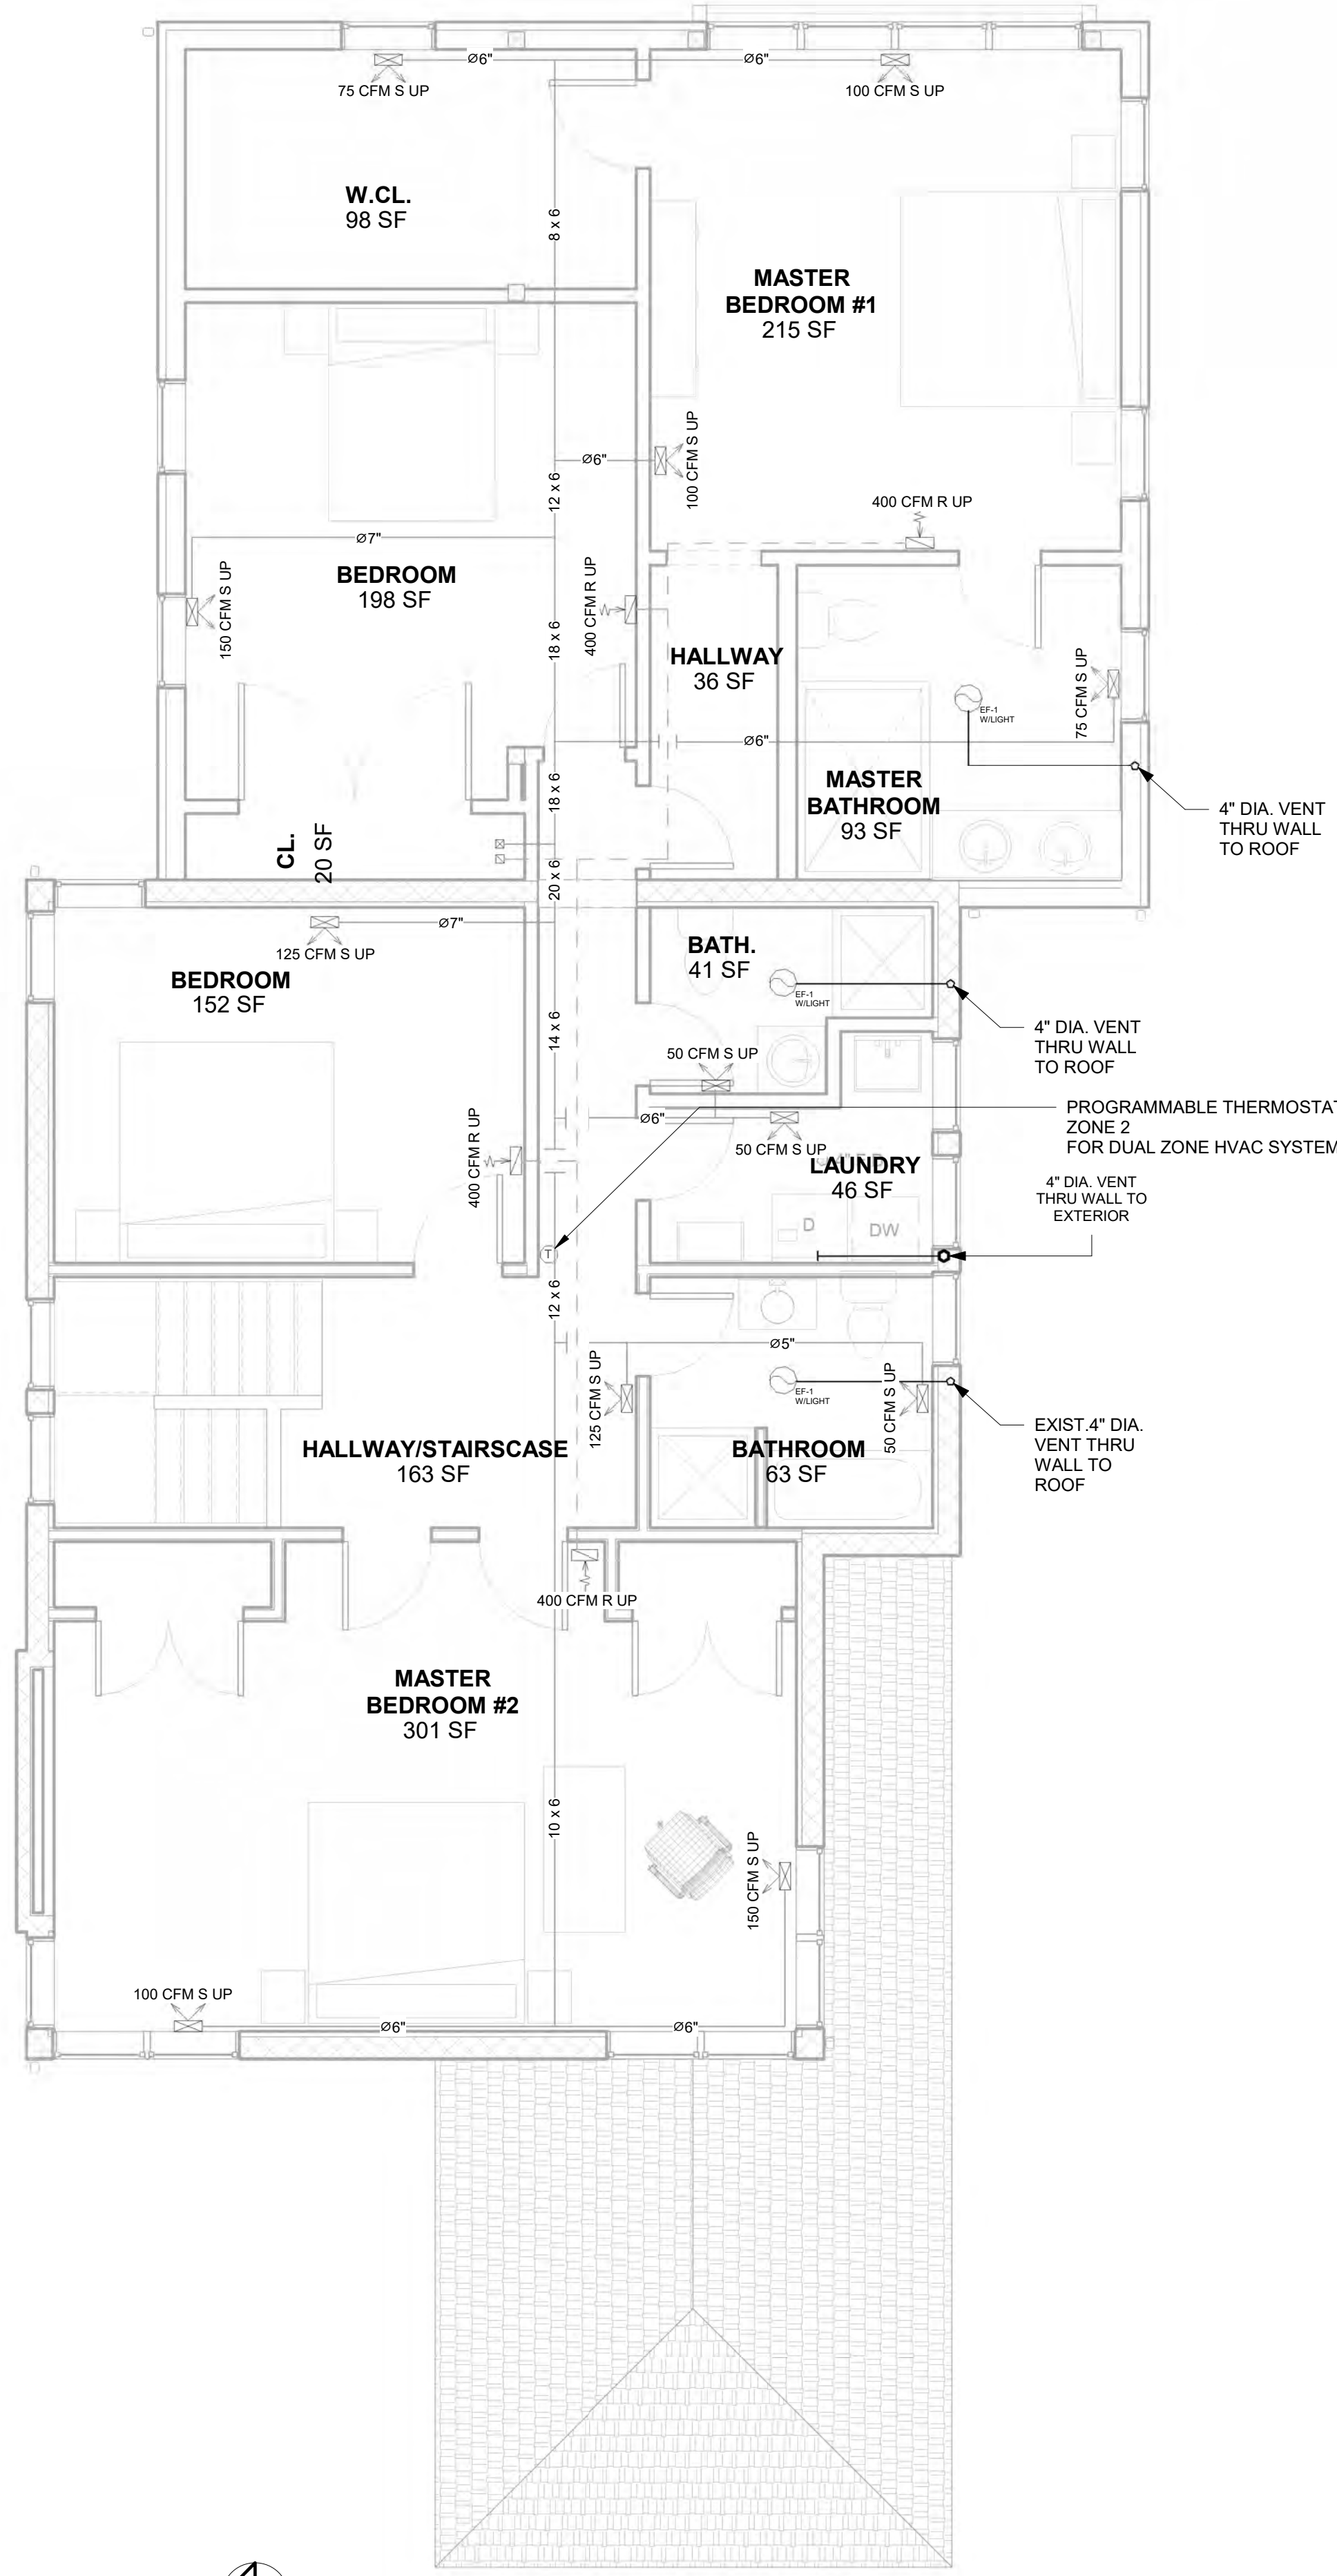 Ø6"
Ø6"
75 CFM S UP
100 CFM S UP
W.CL.
98 SF
8 x 6
MASTER
BEDROOM #1
215 SF
100 CFM S UP
Ø6"
12 x 6
400 CFM R UP
Ø7"
BEDROOM
198 SF
150 CFM S UP
400 CFM R UP
18 x 6
HALLWAY
36 SF
75 CFM S UP
EF-1
W/LIGHT
Ø6"
18 x 6
MASTER
BATHROOM
93 SF
4" DIA. VENT
THRU WALL
TO ROOF
CL.
20 SF
20 x 6
Ø7"
125 CFM S UP
BEDROOM
152 SF
BATH.
41 SF
EF-1
W/LIGHT
14 x 6
4" DIA. VENT
THRU WALL
TO ROOF
50 CFM S UP
Ø6"
PROGRAMMABLE THERMOSTAT
ZONE 2
FOR DUAL ZONE HVAC SYSTEM
50 CFM S UP
400 CFM R UP
LAUNDRY
46 SF
4" DIA. VENT
THRU WALL TO
EXTERIOR
D
DW
T
12 x 6
Ø5"
125 CFM S UP
EF-1
W/LIGHT
50 CFM S UP
HALLWAY/STAIRSCASE
163 SF
BATHROOM
63 SF
EXIST.4" DIA.
VENT THRU
WALL TO
ROOF
400 CFM R UP
MASTER
BEDROOM #2
301 SF
10 x 6
150 CFM S UP
100 CFM S UP
Ø6"
Ø6"